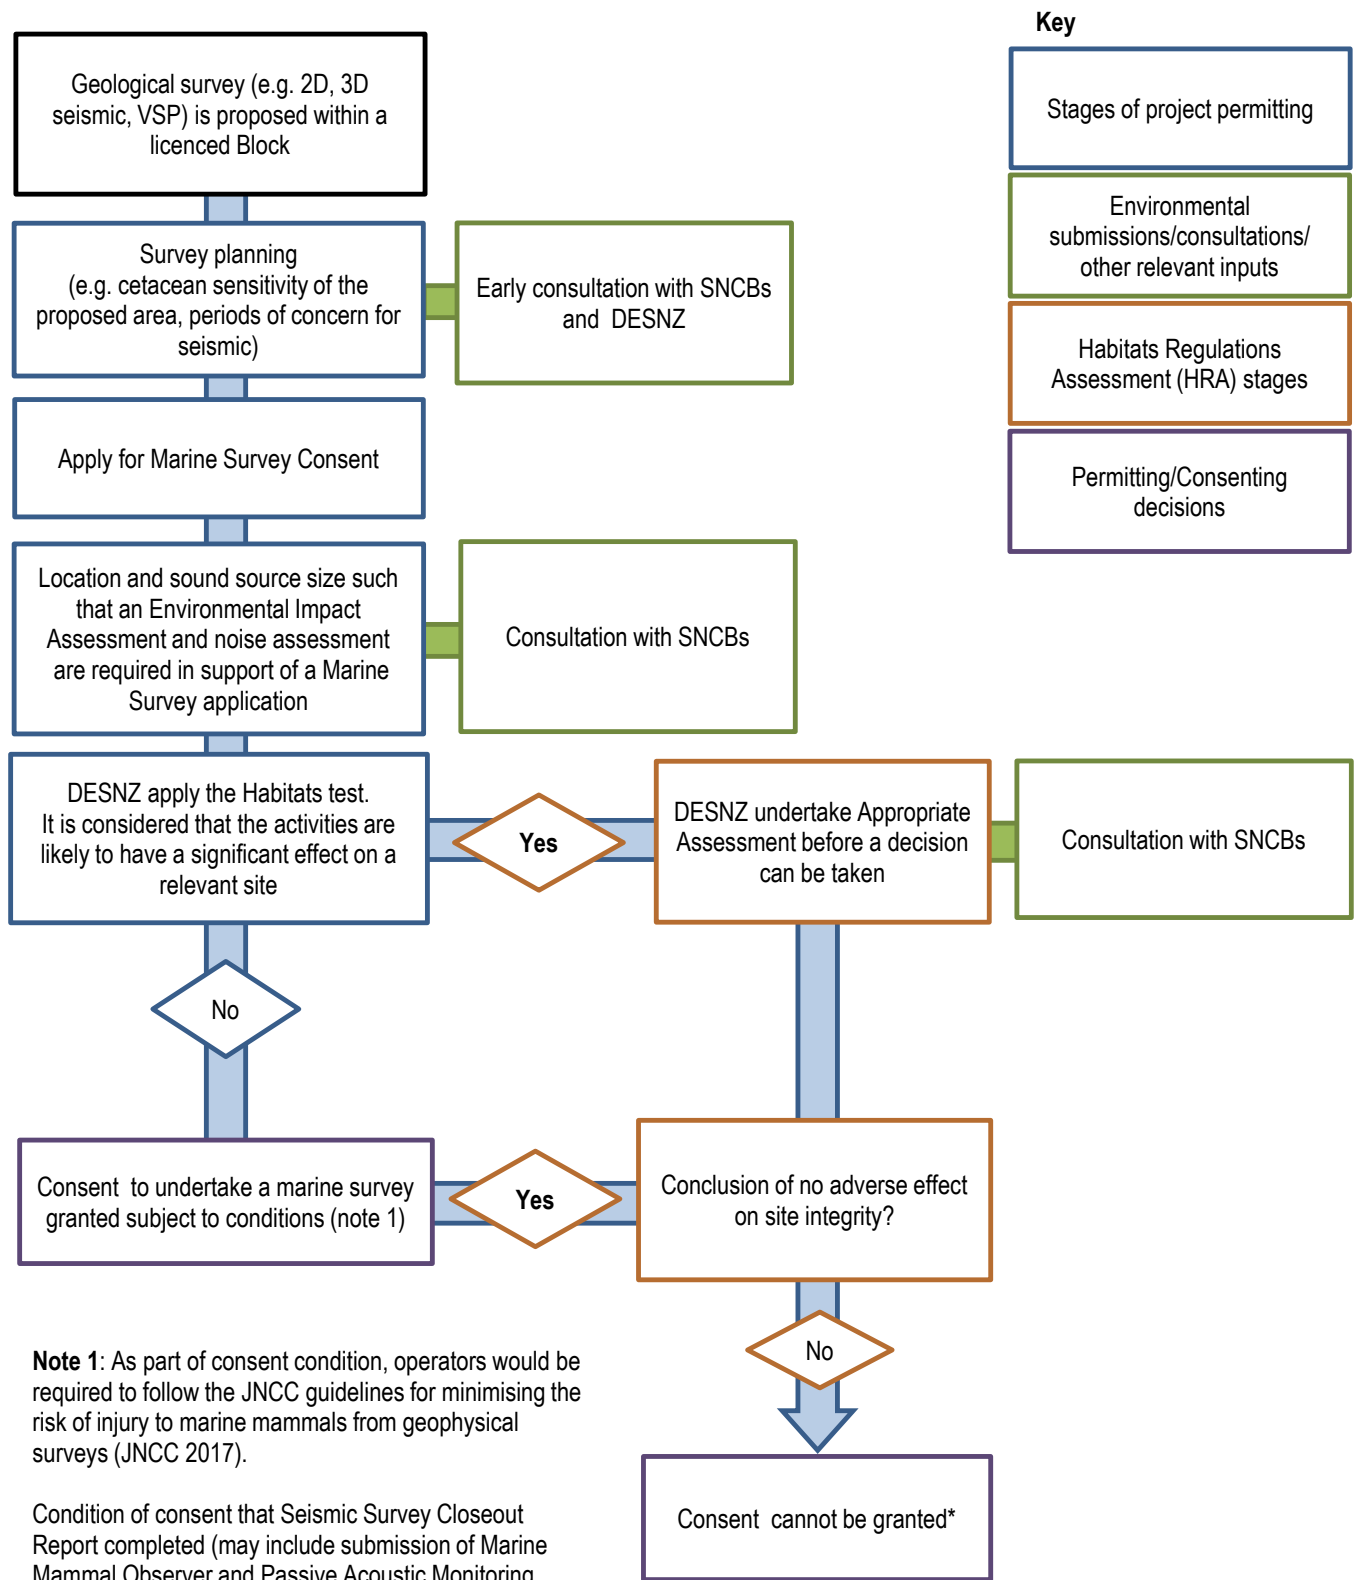 Key
Geological survey (e.g. 2D, 3D
seismic, VSP) is proposed within a
licenced Block
Stages of project permitting
Environmental
submissions/consultations/
other relevant inputs
Habitats Regulations
Assessment (HRA) stages
Permitting/Consenting
decisions
Survey planning
(e.g. cetacean sensitivity of the
proposed area, periods of concern for
seismic)
Early consultation with SNCBs
and DESNZ
Apply for Marine Survey Consent
Location and sound source size such
that an Environmental Impact
Assessment and noise assessment
are required in support of a Marine
Survey application
Consultation with SNCBs
DESNZ apply the Habitats test.
It is considered that the activities are
likely to have a significant effect on a
relevant site
Yes
DESNZ undertake Appropriate
Assessment before a decision
can be taken
Consultation with SNCBs
No
Consent to undertake a marine survey
granted subject to conditions (note 1)
Yes
Conclusion of no adverse effect
on site integrity?
No
Consent cannot be granted*
Note 1: As part of consent condition, operators would be
required to follow the JNCC guidelines for minimising the
risk of injury to marine mammals from geophysical
surveys (JNCC 2017).
Condition of consent that Seismic Survey Closeout
Report completed (may include submission of Marine
Mammal Observer and Passive Acoustic Monitoring